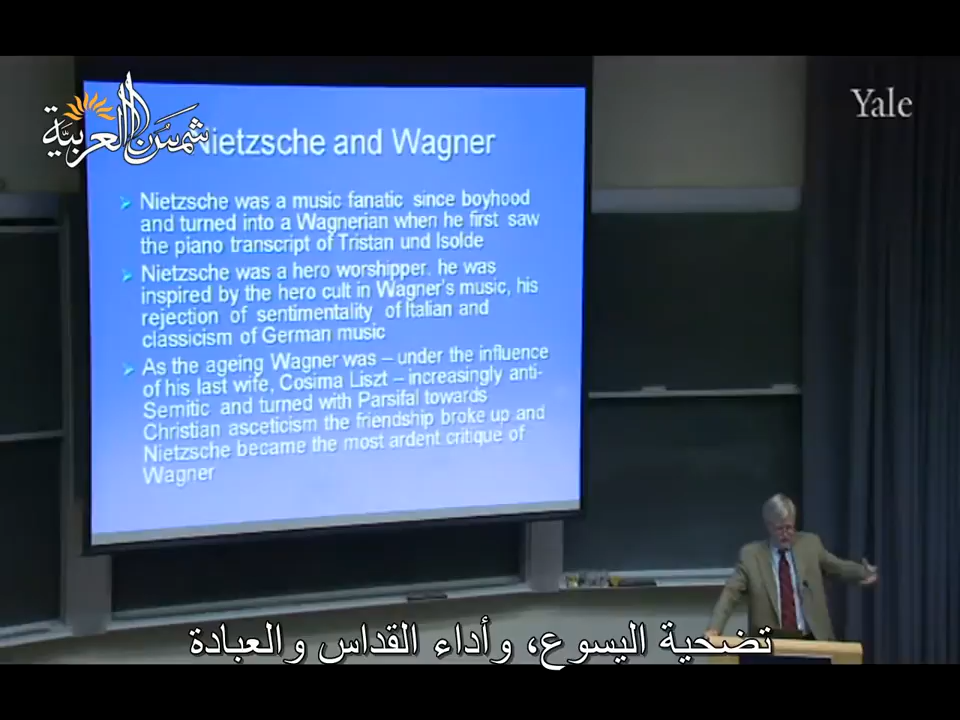 شمس العربية
Yale
Nietzsche and Wagner
Nietzsche was a music fanatic since boyhood
and turned into a Wagnerian when he first saw
the piano transcript of Tristan und Isolde
Nietzsche was a hero worshipper. he was
inspired by the hero cult in Wagner's music, his
rejection of sentimentality of Italian and
classicism of German music
As the ageing Wagner was – under the influence
of his last wife, Cosima Liszt – increasingly anti-
Semitic and turned with Parsifal towards
Christian asceticism the friendship broke up and
Nietzsche became the most ardent critique of
Wagner
تضحية اليسوع، وأداء القداس والعبادة